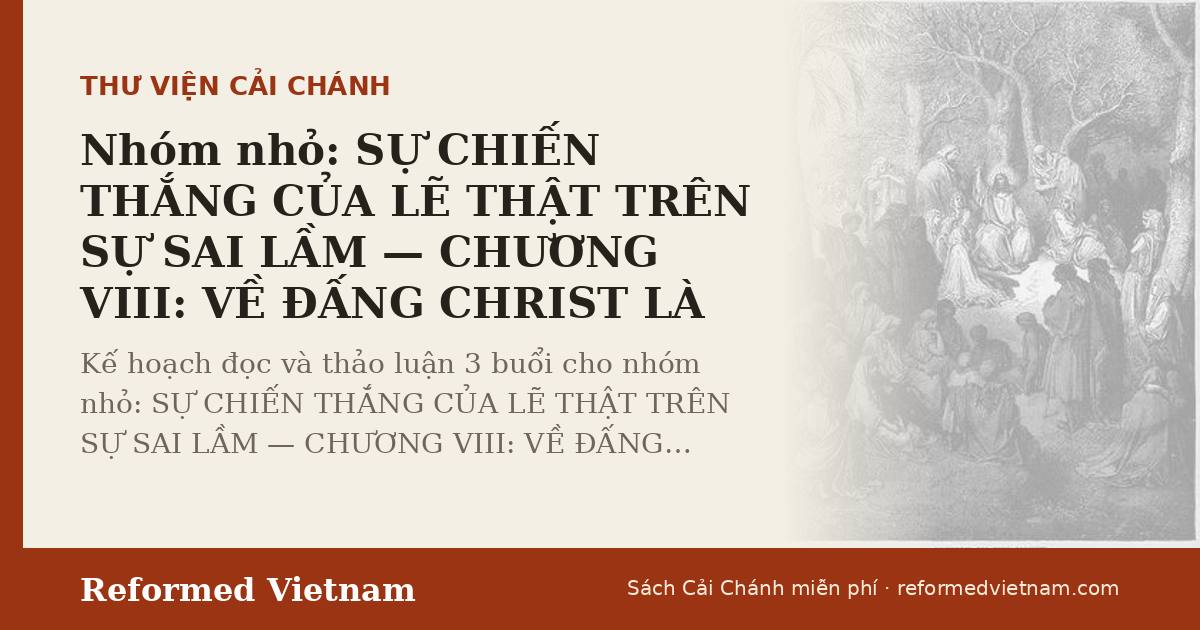 THƯ VIỆN CẢI CHÁNH
Nhóm nhỏ: SỰ CHIẾN
THẮNG CỦA LẼ THẬT TRÊN
SỰ SAI LẦM — CHƯƠNG
VIII: VỀ ĐẤNG CHRIST LÀ
Kế hoạch đọc và thảo luận 3 buổi cho nhóm
nhỏ: SỰ CHIẾN THẮNG CỦA LẼ THẬT TRÊN
SỰ SAI LẦM — CHƯƠNG VIII: VỀ ĐẤNG...
Reformed Vietnam
Sách Cải Chánh miễn phí · reformedvietnam.com